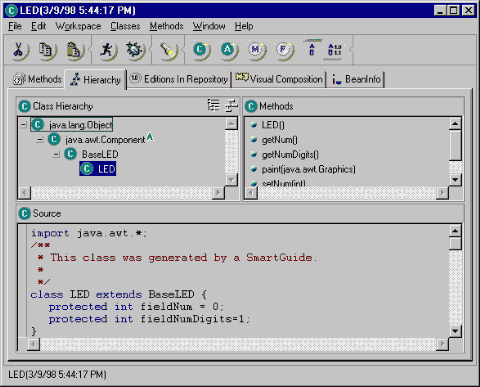 LED(3/9/98 5:44:17 PM)
File Edit Workspace Classes Methods Window Help
Methods Hierarchy Editions In Repository Visual Composition BeanInfo
Class Hierarchy
java.lang.Object
java.awt.Component
BaseLED
LED
Methods
LED()
getNum()
getNumDigits()
paint(java.awt.Graphics)
setNum(int)
Source
import java.awt.*;
/**
 * This class was generated by a SmartGuide.
 *
 */
class LED extends BaseLED {
   protected int fieldNum = 0;
   protected int fieldNumDigits=1;
}
LED(3/9/98 5:44:17 PM)